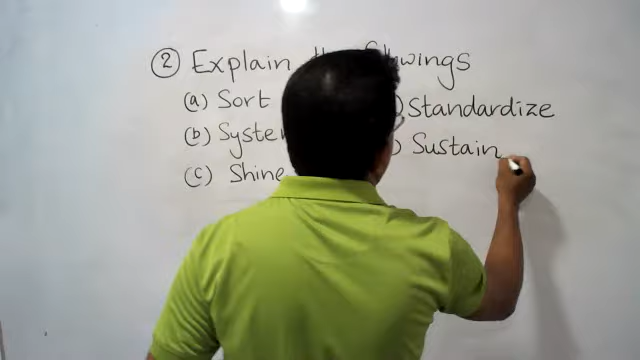 ② Explain
(a) Sort
(b)
(c) Shine
Standardize
Sustain